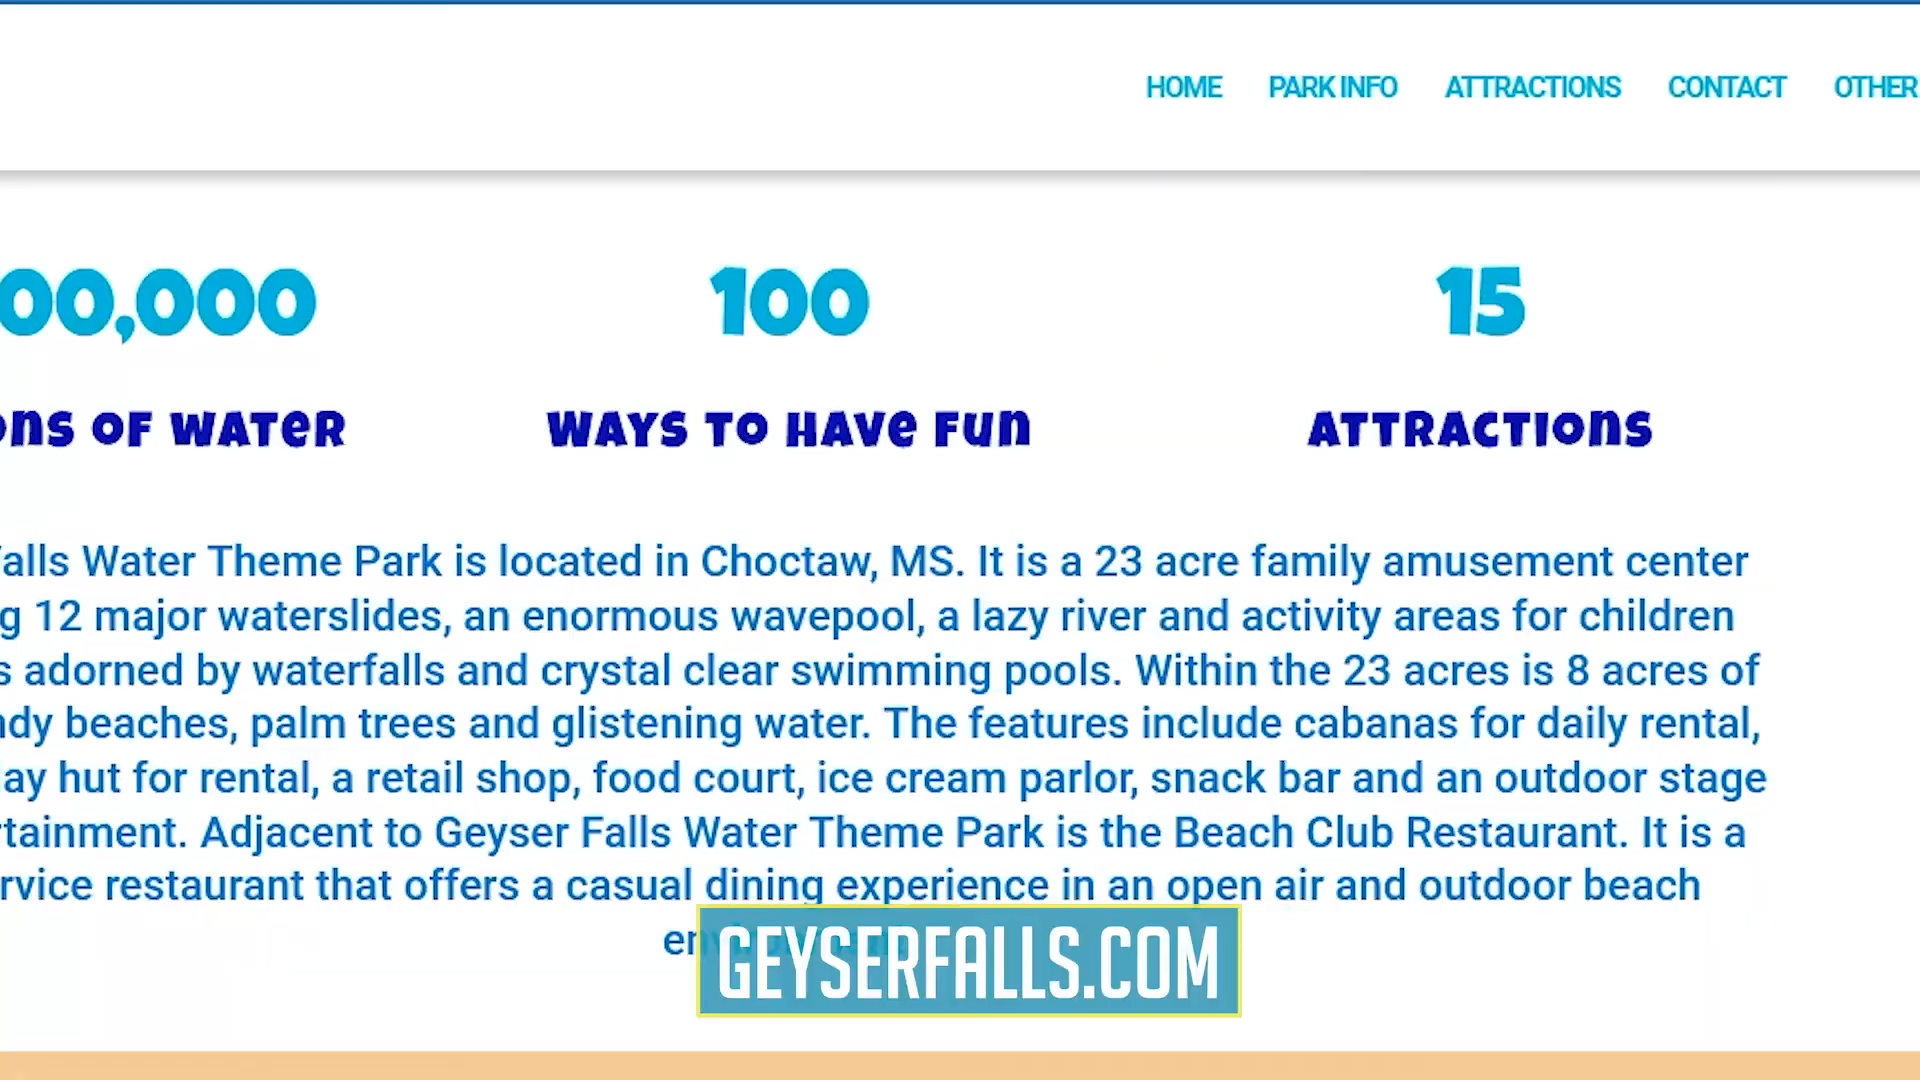 HOME PARK INFO ATTRACTIONS CONTACT OTHER
00,000 100 15
ons OF WATER WAYS TO HAVE FUN ATTRACTIONS
alls Water Theme Park is located in Choctaw, MS. It is a 23 acre family amusement center
g 12 major waterslides, an enormous wavepool, a lazy river and activity areas for children
s adorned by waterfalls and crystal clear swimming pools. Within the 23 acres is 8 acres of
ndy beaches, palm trees and glistening water. The features include cabanas for daily rental,
lay hut for rental, a retail shop, food court, ice cream parlor, snack bar and an outdoor stage
rtainment. Adjacent to Geyser Falls Water Theme Park is the Beach Club Restaurant. It is a
rvice restaurant that offers a casual dining experience in an open air and outdoor beach
GEYSERFALLS.COM